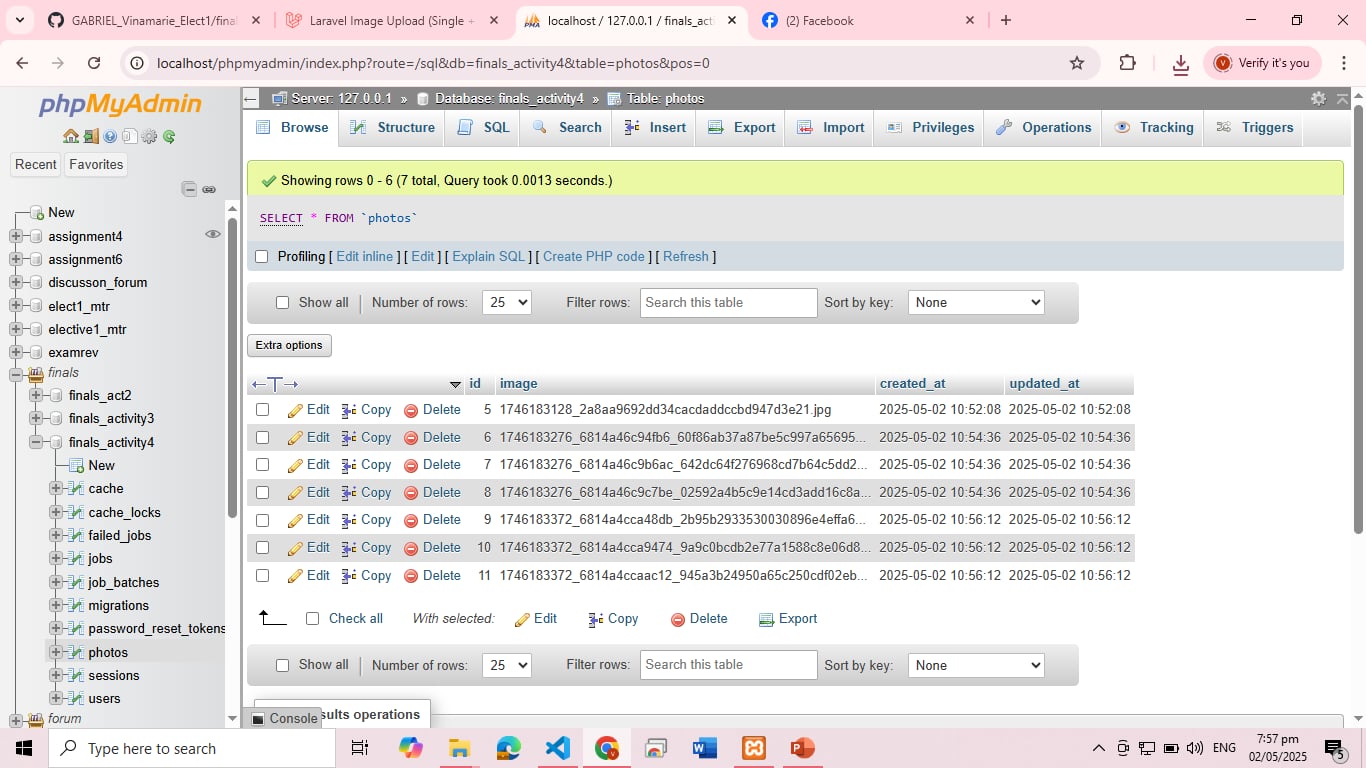 GABRIEL_Vinamarie_Elect1/final
Laravel Image Upload (Single +
localhost / 127.0.0.1 / finals_acti
(2) Facebook
localhost/phpmyadmin/index.php?route=/sql&db=finals_activity4&table=photos&pos=0
Verify it's you
phpMyAdmin
Server: 127.0.0.1 » Database: finals_activity4 » Table: photos
Browse Structure SQL Search Insert Export Import Privileges Operations Tracking Triggers
Recent Favorites
New
assignment4
assignment6
discusson_forum
elect1_mtr
elective1_mtr
examrev
finals
finals_act2
finals_activity3
finals_activity4
New
cache
cache_locks
failed_jobs
jobs
job_batches
migrations
password_reset_tokens
photos
sessions
users
forum
Showing rows 0 - 6 (7 total, Query took 0.0013 seconds.)
SELECT * FROM `photos`
Profiling [ Edit inline ] [ Edit ] [ Explain SQL ] [ Create PHP code ] [ Refresh ]
Show all Number of rows: 25 Filter rows: Search this table Sort by key: None
Extra options
id image created_at updated_at
Edit Copy Delete 5 1746183128_2a8aa9692dd34cacdaddccbd947d3e21.jpg 2025-05-02 10:52:08 2025-05-02 10:52:08
Edit Copy Delete 6 1746183276_6814a46c94fb6_60f86ab37a87be5c997a65695... 2025-05-02 10:54:36 2025-05-02 10:54:36
Edit Copy Delete 7 1746183276_6814a46c9b6ac_642dc64f276968cd7b64c5dd2... 2025-05-02 10:54:36 2025-05-02 10:54:36
Edit Copy Delete 8 1746183276_6814a46c9c7be_02592a4b5c9e14cd3add16c8a... 2025-05-02 10:54:36 2025-05-02 10:54:36
Edit Copy Delete 9 1746183372_6814a4cca48db_2b95b2933530030896e4effa6... 2025-05-02 10:56:12 2025-05-02 10:56:12
Edit Copy Delete 10 1746183372_6814a4cca9474_9a9c0bcdb2e77a1588c8e06d8... 2025-05-02 10:56:12 2025-05-02 10:56:12
Edit Copy Delete 11 1746183372_6814a4ccaac12_945a3b24950a65c250cdf02eb... 2025-05-02 10:56:12 2025-05-02 10:56:12
Check all With selected: Edit Copy Delete Export
Show all Number of rows: 25 Filter rows: Search this table Sort by key: None
Console
sults operations
Type here to search
ENG
7:57 pm
02/05/2025
5